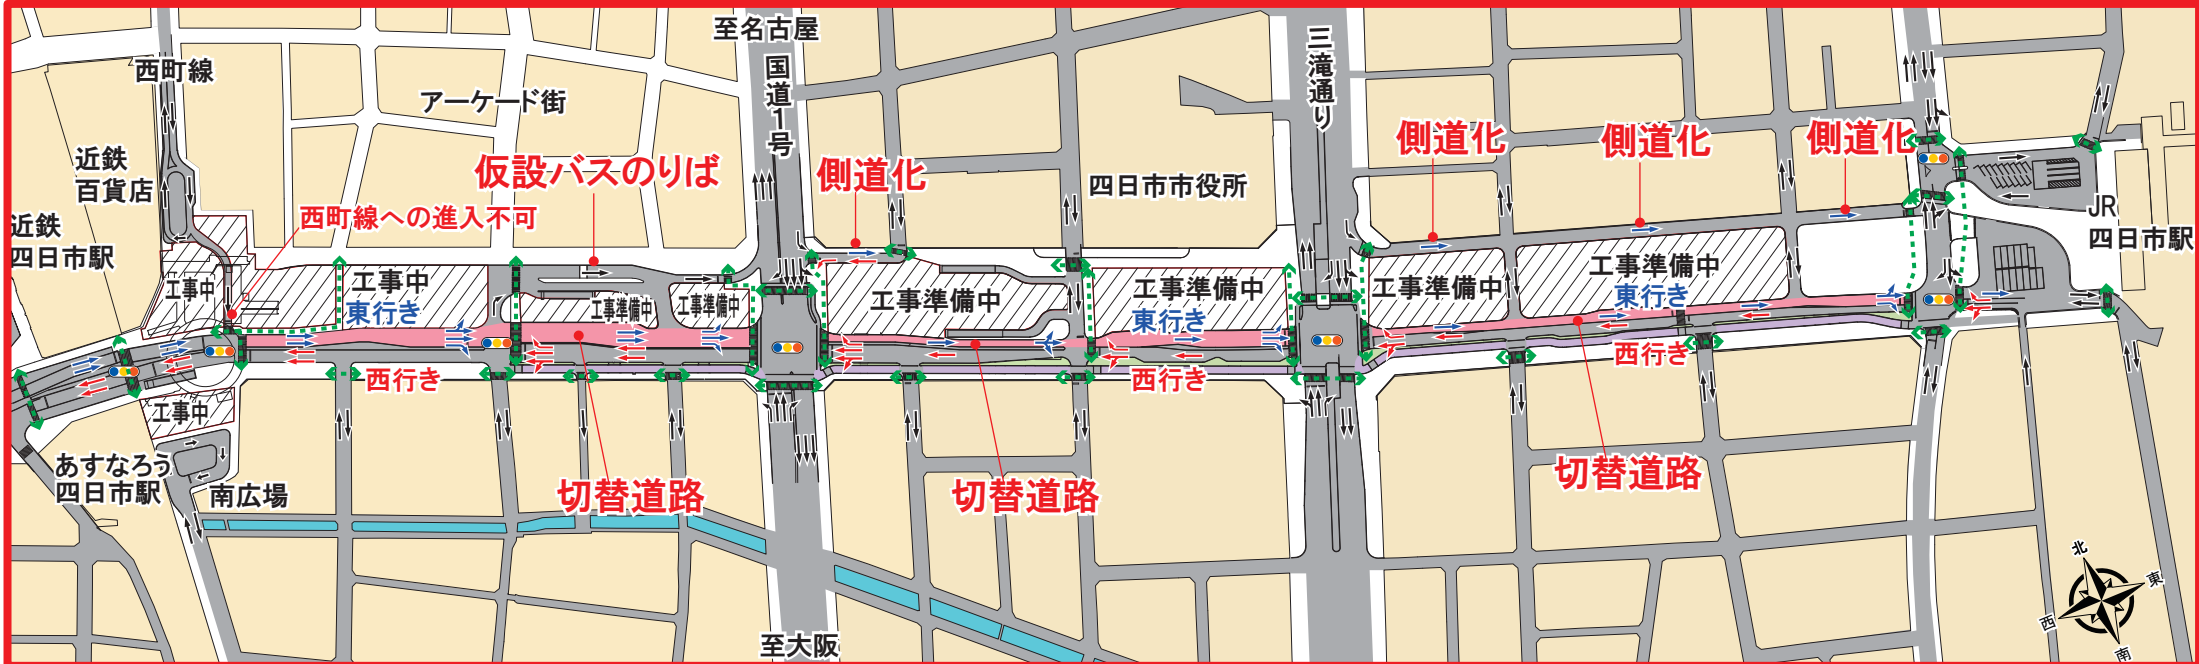 至名古屋
国道1号
三滝通り
西町線
アーケード街
近鉄
百貨店
仮設バスのりば
側道化
四日市市役所
側道化
側道化
側道化
近鉄
四日市駅
西町線への進入不可
JR
四日市駅
工事中
工事中
東行き
工事準備中
工事準備中
工事準備中
工事準備中
東行き
工事準備中
工事準備中
東行き
西行き
西行き
西行き
工事中
あすなろう
四日市駅
南広場
切替道路
切替道路
切替道路
至大阪
北
東
西
南